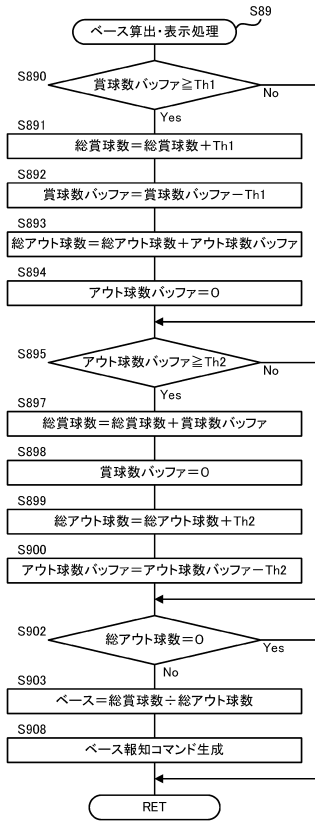 S89
ベース算出・表示処理
S890
賞球数バッファ≧Th1
No
Yes
S891
総賞球数＝総賞球数＋Th1
S892
賞球数バッファ＝賞球数バッファ－Th1
S893
総アウト球数＝総アウト球数＋アウト球数バッファ
S894
アウト球数バッファ＝0
S895
アウト球数バッファ≧Th2
No
Yes
S897
総賞球数＝総賞球数＋賞球数バッファ
S898
賞球数バッファ＝0
S899
総アウト球数＝総アウト球数＋Th2
S900
アウト球数バッファ＝アウト球数バッファ－Th2
S902
総アウト球数＝0
Yes
No
S903
ベース＝総賞球数÷総アウト球数
S908
ベース報知コマンド生成
RET